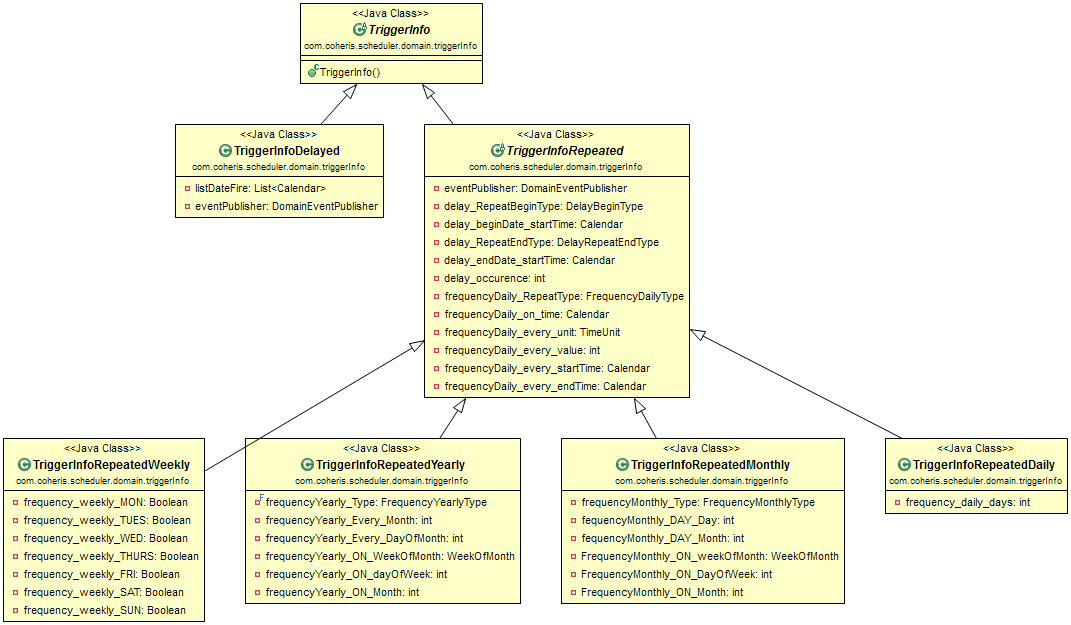 <<Java Class>>
TriggerInfo
com.coheris.scheduler.domain.triggerInfo
TriggerInfo()
<<Java Class>>
TriggerInfoDelayed
com.coheris.scheduler.domain.triggerInfo
listDateFire: List<Calendar>
eventPublisher: DomainEventPublisher
<<Java Class>>
TriggerInfoRepeated
com.coheris.scheduler.domain.triggerInfo
eventPublisher: DomainEventPublisher
delay_RepeatBeginType: DelayBeginType
delay_beginDate_startTime: Calendar
delay_RepeatEndType: DelayRepeatEndType
delay_endDate_startTime: Calendar
delay_occurence: int
frequencyDaily_RepeatType: FrequencyDailyType
frequencyDaily_on_time: Calendar
frequencyDaily_every_unit: TimeUnit
frequencyDaily_every_value: int
frequencyDaily_every_startTime: Calendar
frequencyDaily_every_endTime: Calendar
<<Java Class>>
TriggerInfoRepeatedWeekly
com.coheris.scheduler.domain.triggerInfo
frequency_weekly_MON: Boolean
frequency_weekly_TUES: Boolean
frequency_weekly_WED: Boolean
frequency_weekly_THURS: Boolean
frequency_weekly_FRI: Boolean
frequency_weekly_SAT: Boolean
frequency_weekly_SUN: Boolean
<<Java Class>>
TriggerInfoRepeatedYearly
com.coheris.scheduler.domain.triggerInfo
frequencyYearly_Type: FrequencyYearlyType
frequencyYearly_Every_Month: int
frequencyYearly_Every_DayOfMonth: int
frequencyYearly_ON_WeekOfMonth: WeekOfMonth
frequencyYearly_ON_dayOfWeek: int
frequencyYearly_ON_Month: int
<<Java Class>>
TriggerInfoRepeatedMonthly
com.coheris.scheduler.domain.triggerInfo
frequencyMonthly_Type: FrequencyMonthlyType
fequencyMonthly_DAY_Day: int
fequencyMonthly_DAY_Month: int
FrequencyMonthly_ON_weekOfMonth: WeekOfMonth
FrequencyMonthly_ON_DayOfWeek: int
FrequencyMonthly_ON_Month: int
<<Java Class>>
TriggerInfoRepeatedDaily
com.coheris.scheduler.domain.triggerInfo
frequency_daily_days: int